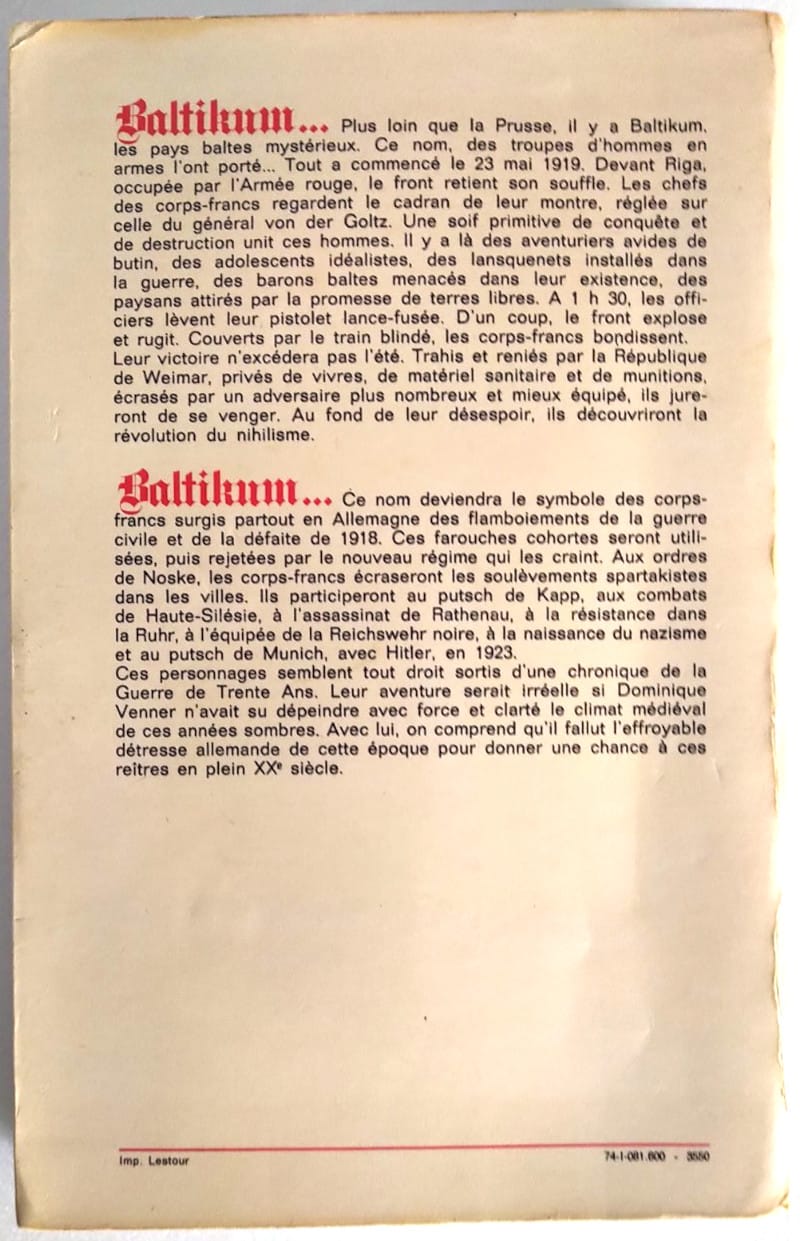 Baltikum... Plus loin que la Prusse, il y a Baltikum,
les pays baltes mystérieux. Ce nom, des troupes d'hommes en
armes l'ont porté... Tout a commencé le 23 mai 1919. Devant Riga,
occupée par l'Armée rouge, le front retient son souffle. Les chefs
des corps-francs regardent le cadran de leur montre, réglée sur
celle du général von der Goltz. Une soif primitive de conquête et
de destruction unit ces hommes. Il y a là des aventuriers avides de
butin, des adolescents idéalistes, des lansquenets installés dans
la guerre, des barons baltes menacés dans leur existence, des
paysans attirés par la promesse de terres libres. A 1 h 30, les offi-
ciers lèvent leur pistolet lance-fusée. D'un coup, le front explose
et rugit. Couverts par le train blindé, les corps-francs bondissent.
Leur victoire n'excédera pas l'été. Trahis et reniés par la République
de Weimar, privés de vivres, de matériel sanitaire et de munitions,
écrasés par un adversaire plus nombreux et mieux équipé, ils jure-
ront de se venger. Au fond de leur désespoir, ils découvriront la
révolution du nihilisme.
Baltikum... Ce nom deviendra le symbole des corps-
francs surgis partout en Allemagne des flamboiements de la guerre
civile et de la défaite de 1918. Ces farouches cohortes seront utili-
sées, puis rejetées par le nouveau régime qui les craint. Aux ordres
de Noske, les corps-francs écraseront les soulèvements spartakistes
dans les villes. Ils participeront au putsch de Kapp, aux combats
de Haute-Silésie, à l'assassinat de Rathenau, à la résistance dans
la Ruhr, à l'équipée de la Reichswehr noire, à la naissance du nazisme
et au putsch de Munich, avec Hitler, en 1923.
Ces personnages semblent tout droit sortis d'une chronique de la
Guerre de Trente Ans. Leur aventure serait irréelle si Dominique
Venner n'avait su dépeindre avec force et clarté le climat médiéval
de ces années sombres. Avec lui, on comprend qu'il fallut l'effroyable
détresse allemande de cette époque pour donner une chance à ces
reîtres en plein XXe siècle.
Imp. Lestour
74-I-081.600 - 3550